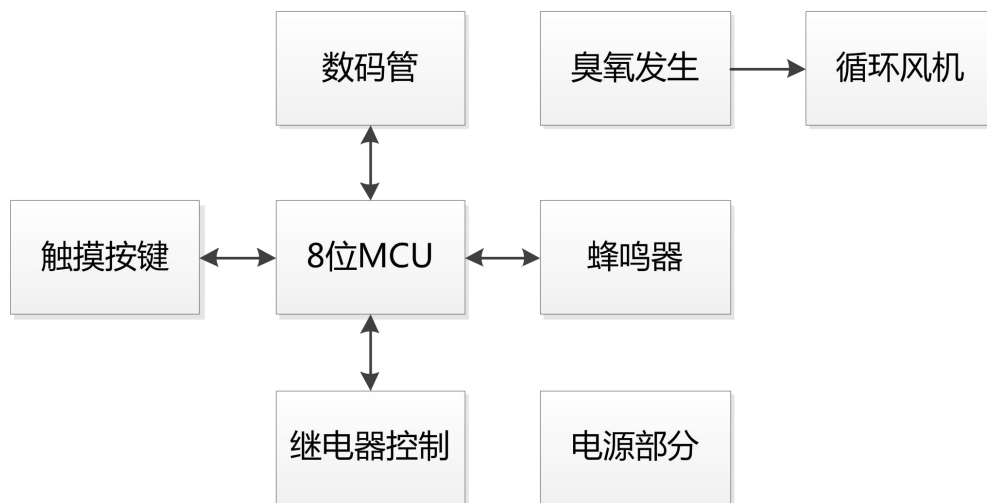 数码管
臭氧发生
循环风机
触摸按键
8位MCU
蜂鸣器
继电器控制
电源部分